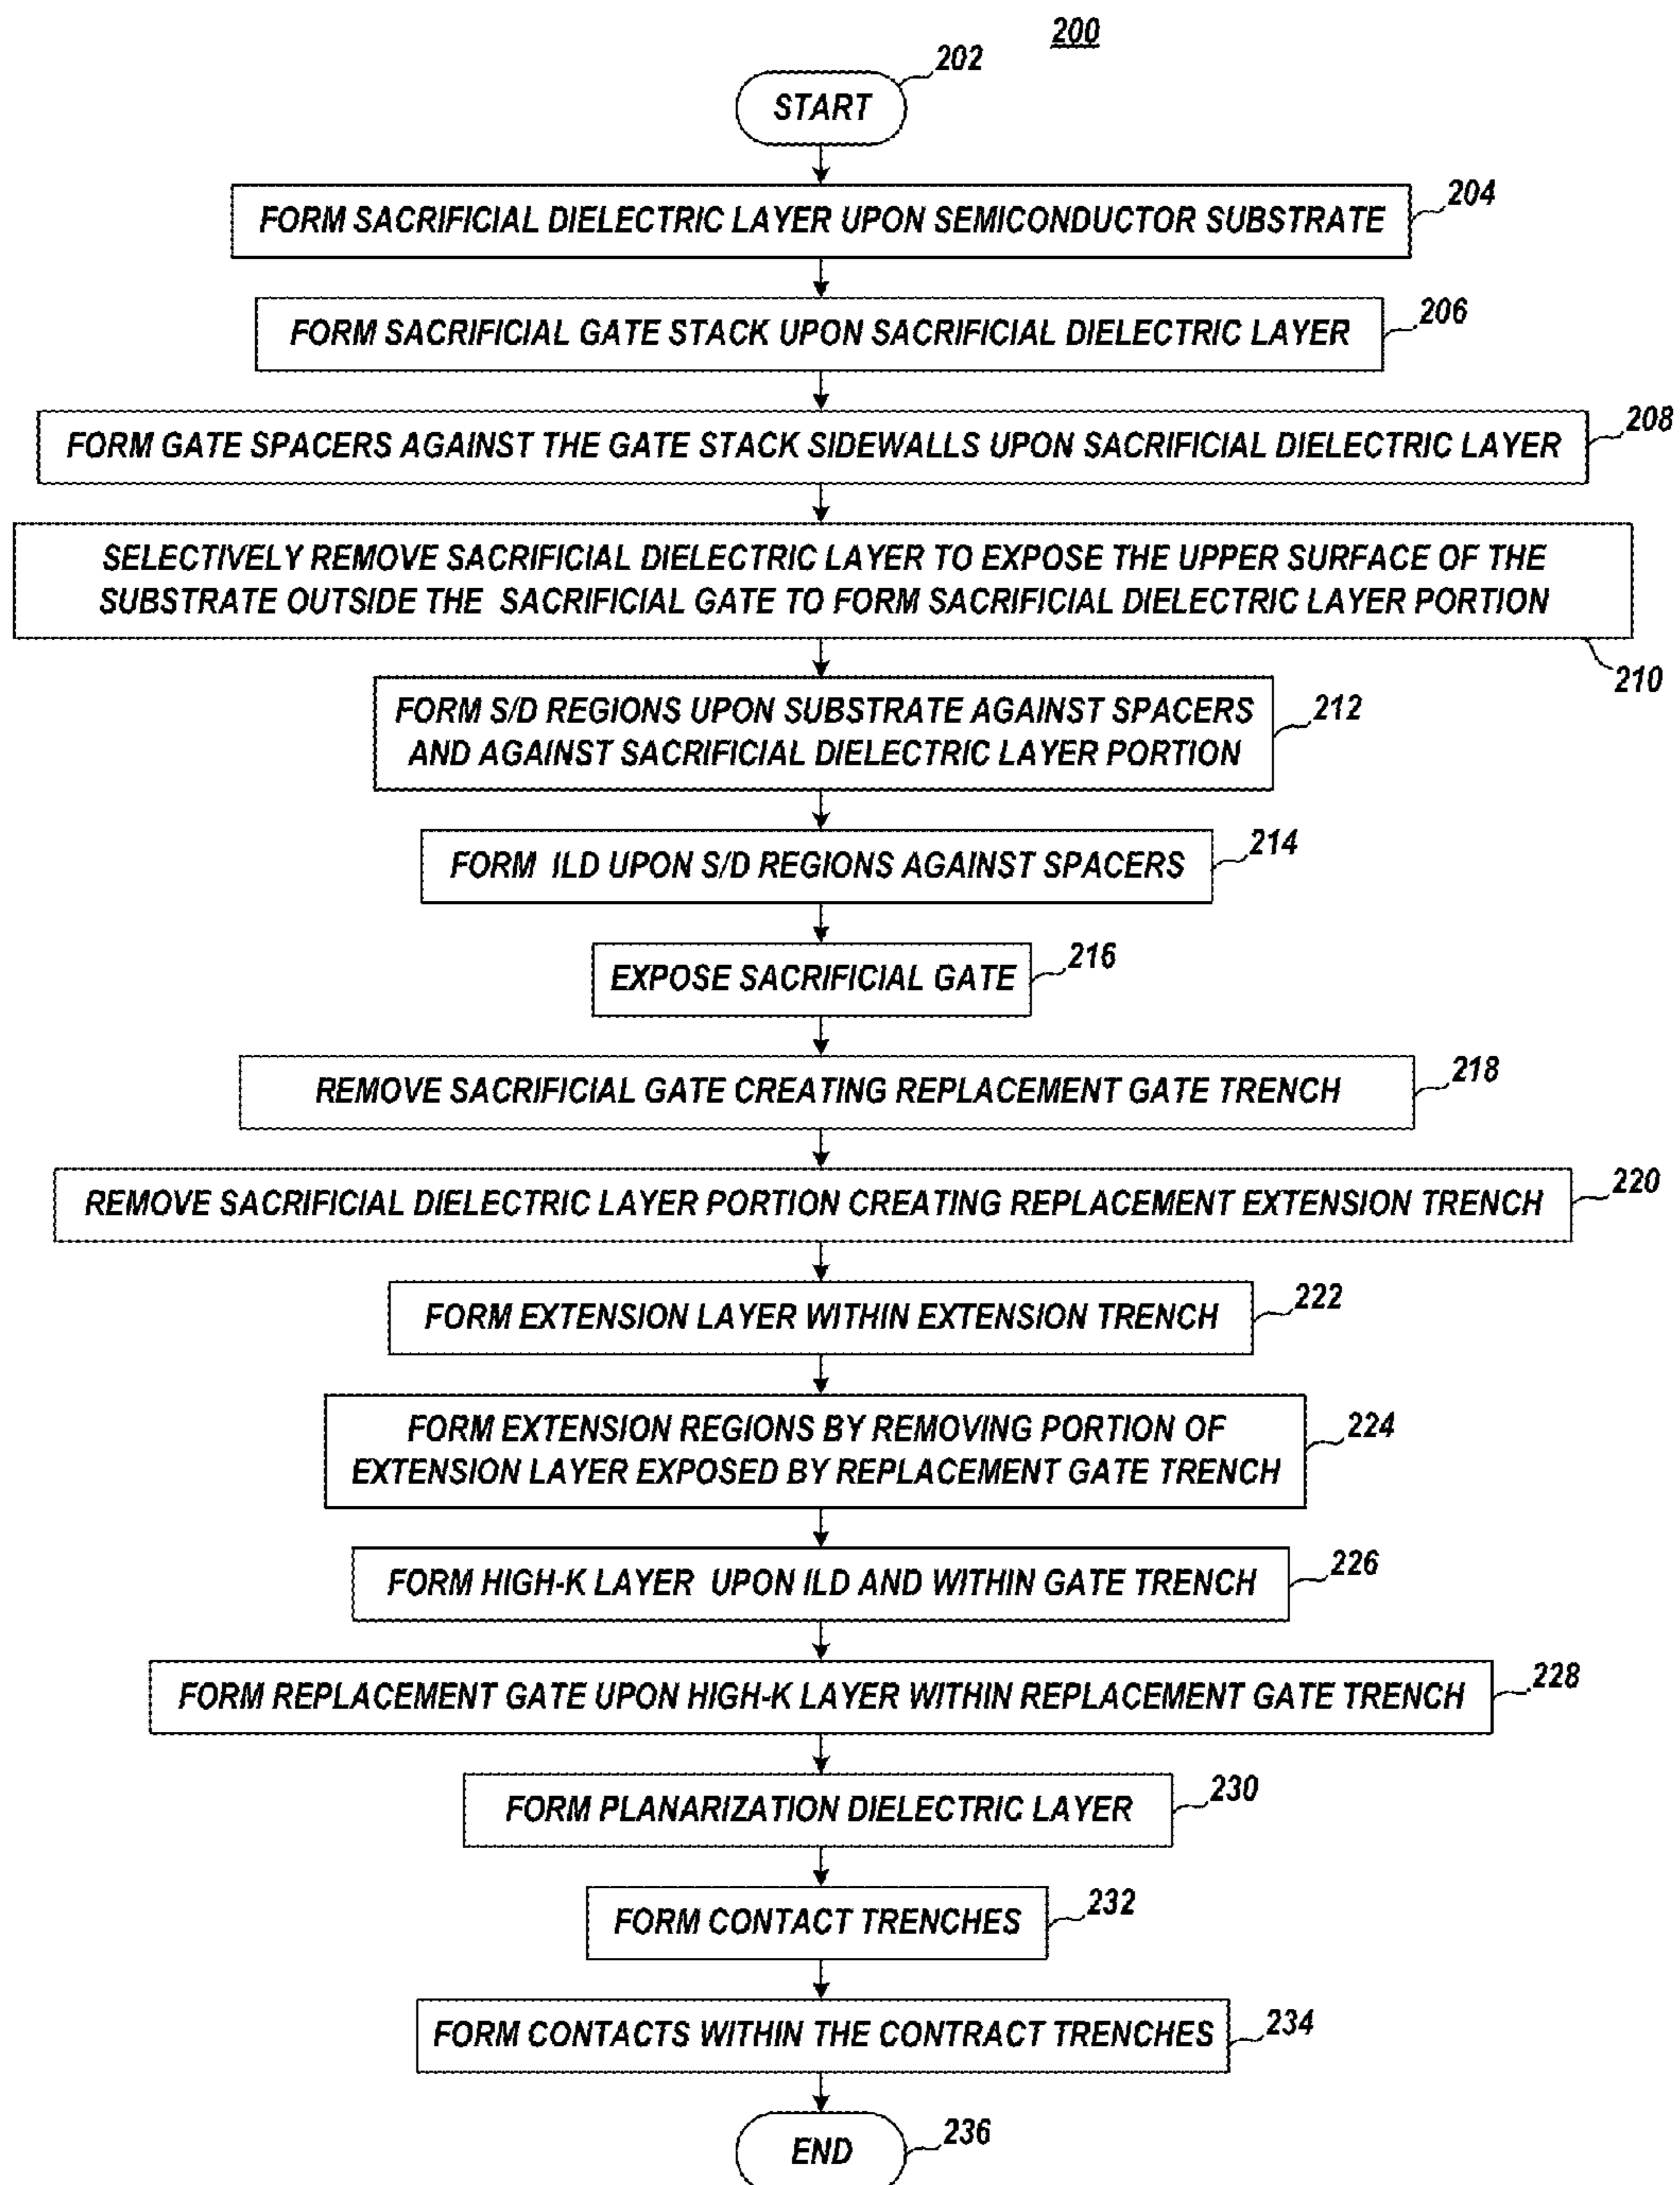 200
202
START
FORM SACRIFICIAL DIELECTRIC LAYER UPON SEMICONDUCTOR SUBSTRATE
204
FORM SACRIFICIAL GATE STACK UPON SACRIFICIAL DIELECTRIC LAYER
206
FORM GATE SPACERS AGAINST THE GATE STACK SIDEWALLS UPON SACRIFICIAL DIELECTRIC LAYER
208
SELECTIVELY REMOVE SACRIFICIAL DIELECTRIC LAYER TO EXPOSE THE UPPER SURFACE OF THE
SUBSTRATE OUTSIDE THE SACRIFICIAL GATE TO FORM SACRIFICIAL DIELECTRIC LAYER PORTION
210
FORM S/D REGIONS UPON SUBSTRATE AGAINST SPACERS
AND AGAINST SACRIFICIAL DIELECTRIC LAYER PORTION
212
FORM ILD UPON S/D REGIONS AGAINST SPACERS
214
EXPOSE SACRIFICIAL GATE
216
REMOVE SACRIFICIAL GATE CREATING REPLACEMENT GATE TRENCH
218
REMOVE SACRIFICIAL DIELECTRIC LAYER PORTION CREATING REPLACEMENT EXTENSION TRENCH
220
FORM EXTENSION LAYER WITHIN EXTENSION TRENCH
222
FORM EXTENSION REGIONS BY REMOVING PORTION OF
EXTENSION LAYER EXPOSED BY REPLACEMENT GATE TRENCH
224
FORM HIGH-K LAYER UPON ILD AND WITHIN GATE TRENCH
226
FORM REPLACEMENT GATE UPON HIGH-K LAYER WITHIN REPLACEMENT GATE TRENCH
228
FORM PLANARIZATION DIELECTRIC LAYER
230
FORM CONTACT TRENCHES
232
FORM CONTACTS WITHIN THE CONTRACT TRENCHES
234
END
236